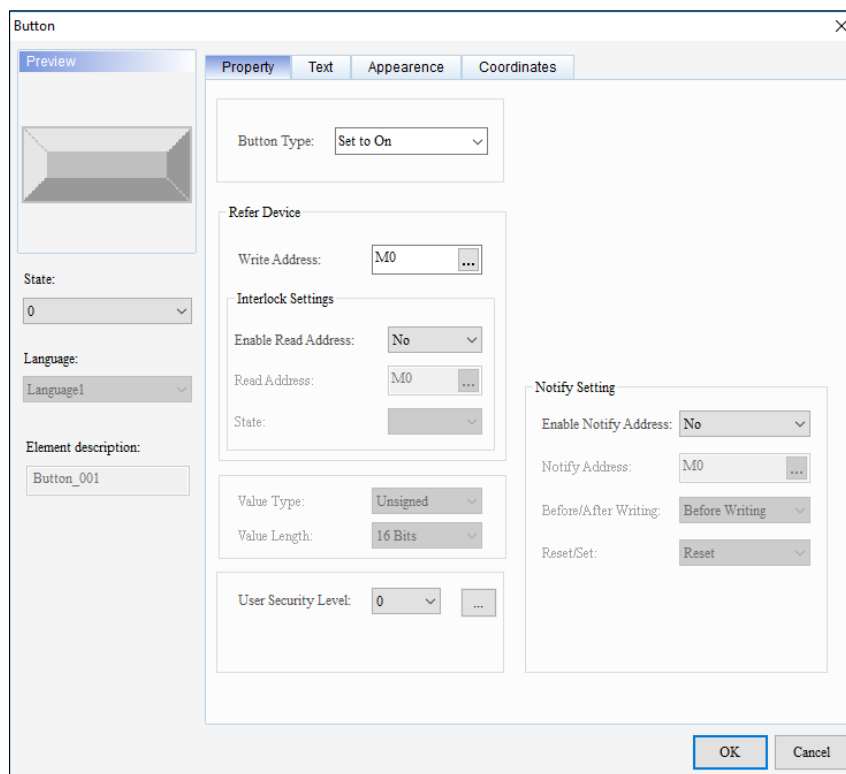 Button
Preview
State:
0
Language:
Language1
Element description:
Button_001
Property Text Appearence Coordinates
Button Type: Set to On
Refer Device
Write Address: M0 ...
Interlock Settings
Enable Read Address: No
Read Address: M0 ...
State:
Value Type: Unsigned
Value Length: 16 Bits
User Security Level: 0 ...
Notify Setting
Enable Notify Address: No
Notify Address: M0 ...
Before/After Writing: Before Writing
Reset/Set: Reset
OK Cancel